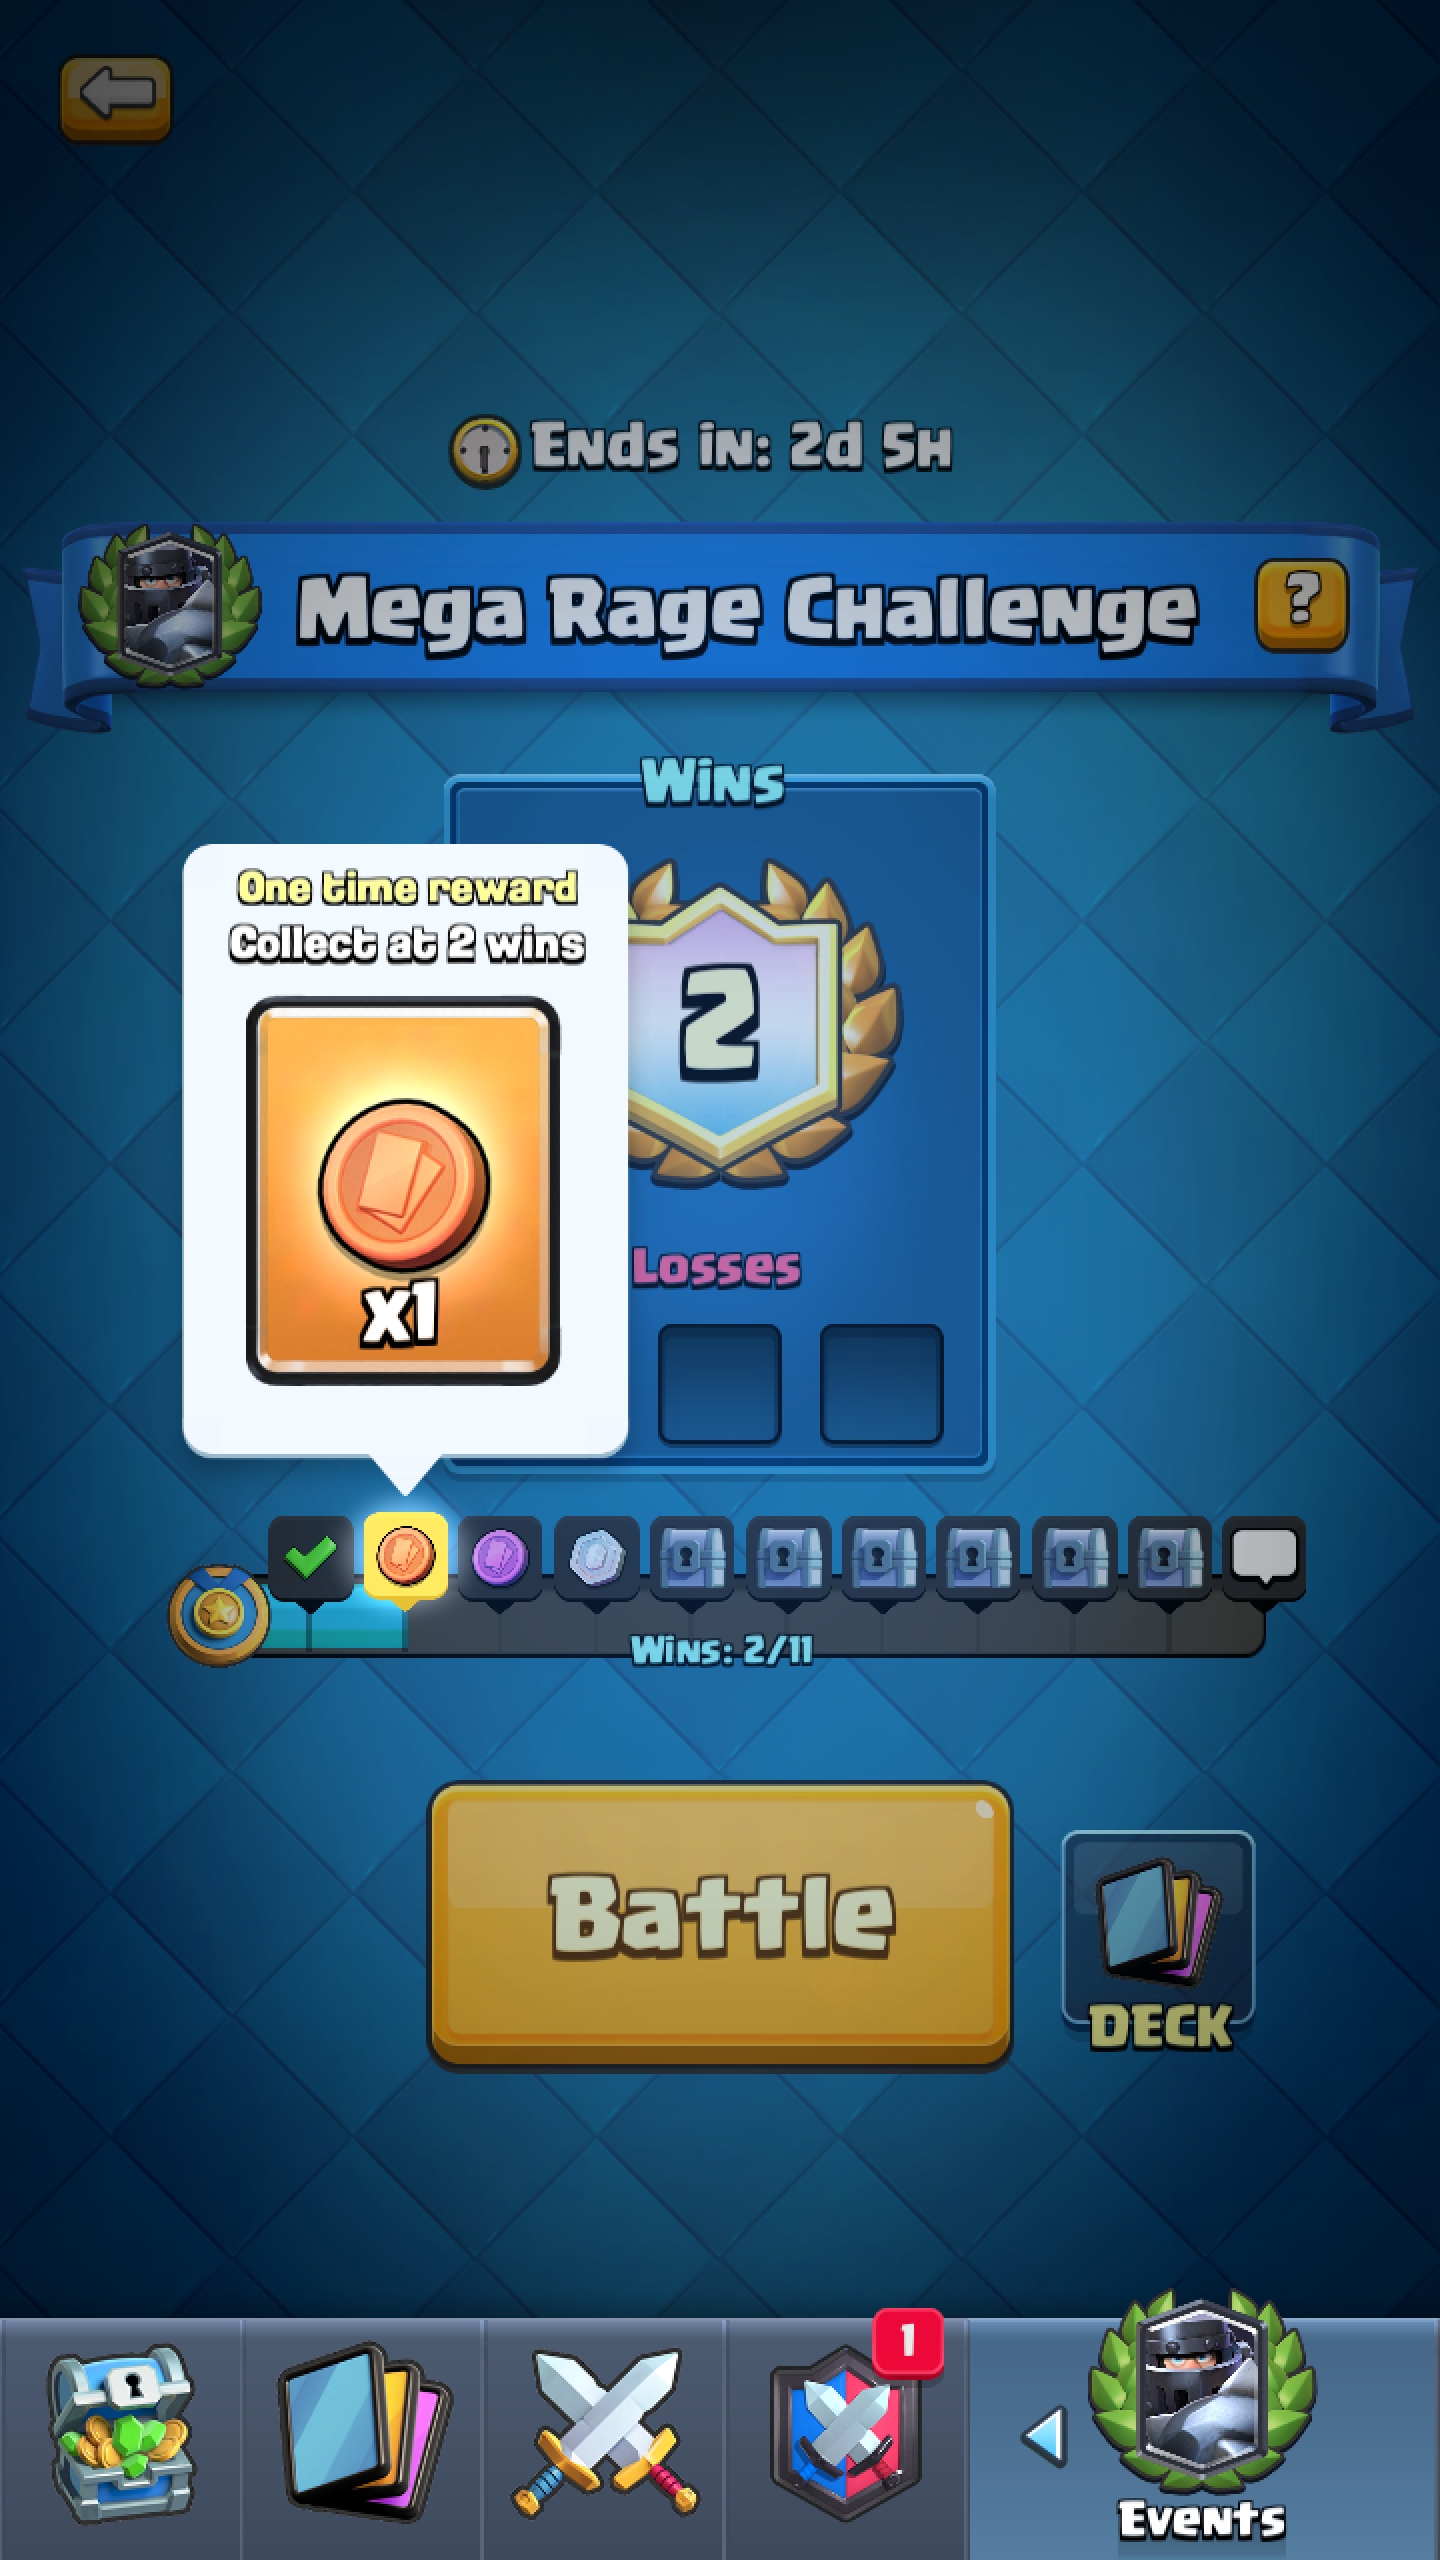 Ends in: 2d 5h
Mega Rage Challenge
?
Wins
One time reward
Collect at 2 wins
2
x1
Losses
Wins: 2/11
Battle
DECK
1
Events